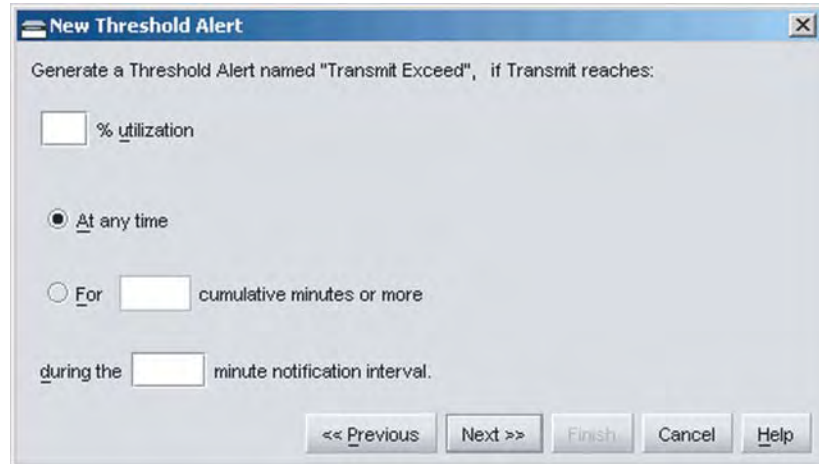 New Threshold Alert
Generate a Threshold Alert named "Transmit Exceed", if Transmit reaches:
% utilization
At any time
For cumulative minutes or more
during the minute notification interval.
<< Previous Next >> Finish Cancel Help